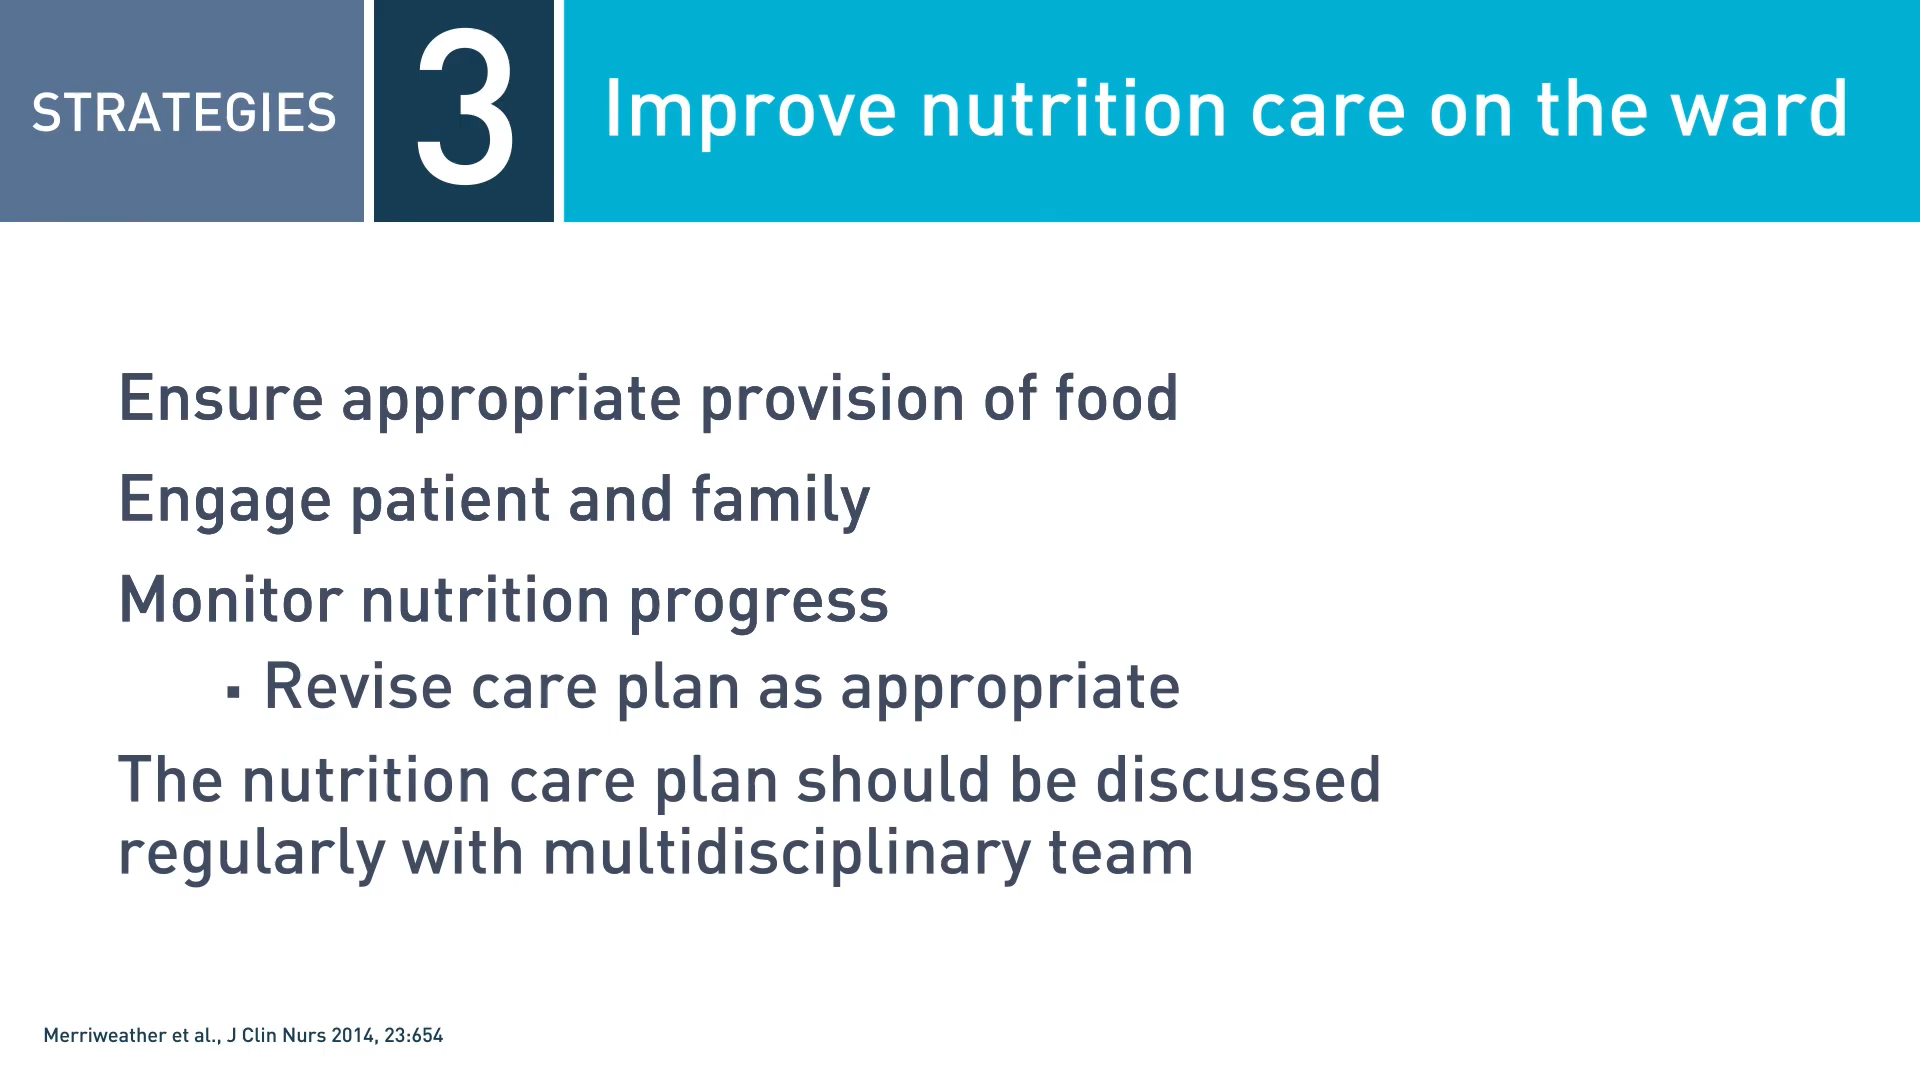 STRATEGIES
3
Improve nutrition care on the ward
Ensure appropriate provision of food
Engage patient and family
Monitor nutrition progress
▪ Revise care plan as appropriate
The nutrition care plan should be discussed
regularly with multidisciplinary team
Merriweather et al., J Clin Nurs 2014, 23:654